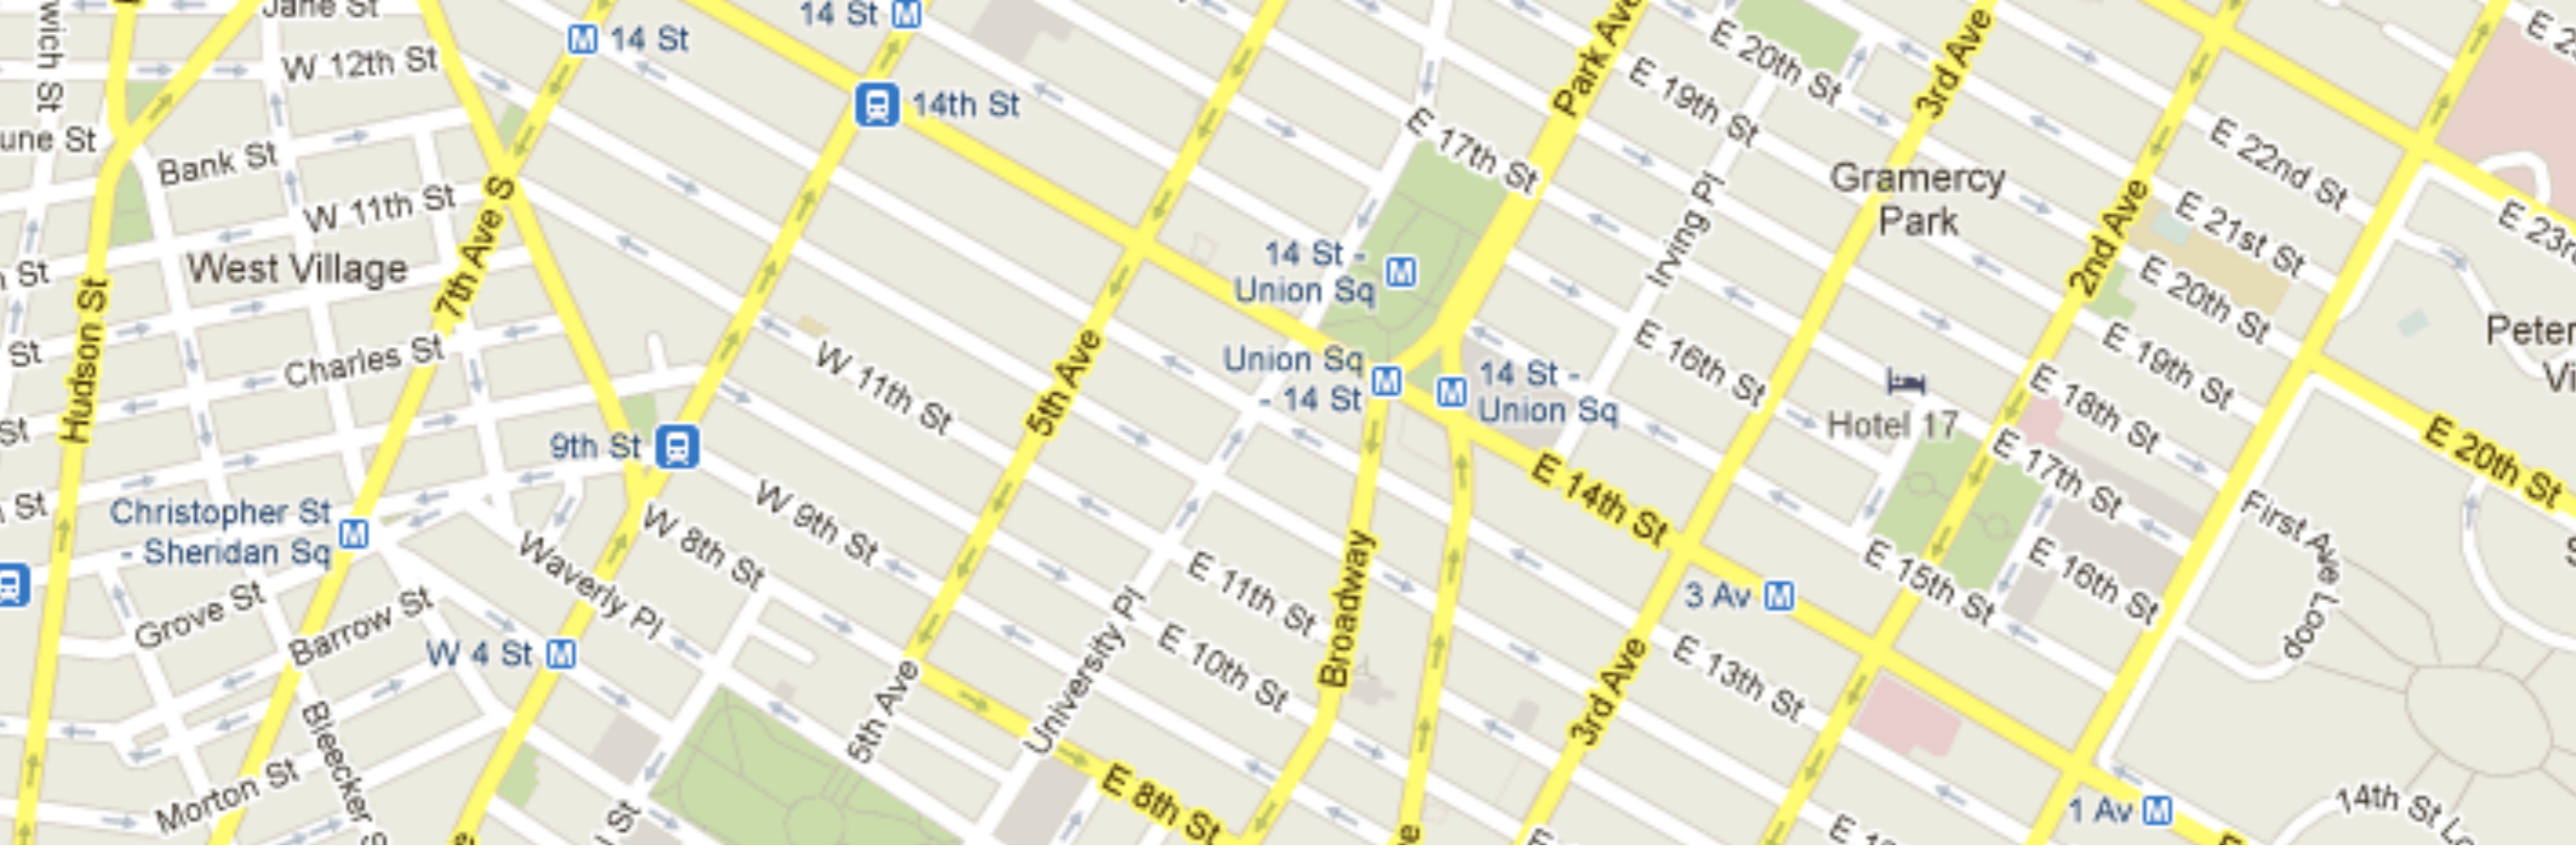 Jane St
14 St
14 St
W 12th St
14th St
Park Ave
E 20th St
3rd Ave
E 19th St
E 17th St
E 22nd St
Bank St
W 11th St
West Village
7th Ave S
Hudson St
Charles St
Gramercy
Park
Irving Pl
2nd Ave
E 21st St
E 20th St
E 19th St
14 St -
Union Sq
Union Sq
- 14 St
14 St -
Union Sq
E 16th St
Hotel 17
E 18th St
E 17th St
E 16th St
E 20th St
W 11th St
5th Ave
9th St
W 9th St
W 8th St
Christopher St
- Sheridan Sq
Waverly Pl
Grove St
Barrow St
W 4 St
E 14th St
E 15th St
First Ave Loop
3 Av
E 11th St
E 10th St
Broadway
University Pl
5th Ave
3rd Ave
E 13th St
Bleecker S
Morton St
E 8th St
1 Av
14th St Lo